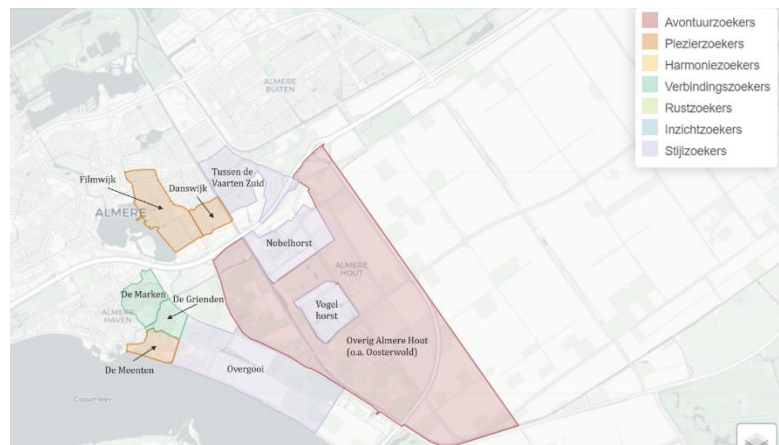 Avontuurzoekers
Plezierzoekers
Harmoniezoekers
Verbindingszoekers
Rustzoekers
Inzichtzoekers
Stijlzoekers
ALMERE
BUITEN
Tussen de
Vaarten Zuid
Filmwijk
Danswijk
ALMERE
Nobelhorst
ALMERE
HOUT
De Marken
De Grienden
ALMERE
HAVEN
Vogel
horst
Overig Almere Hout
(o.a. Oosterwold)
De Meenten
Overgooi
Gooimeer